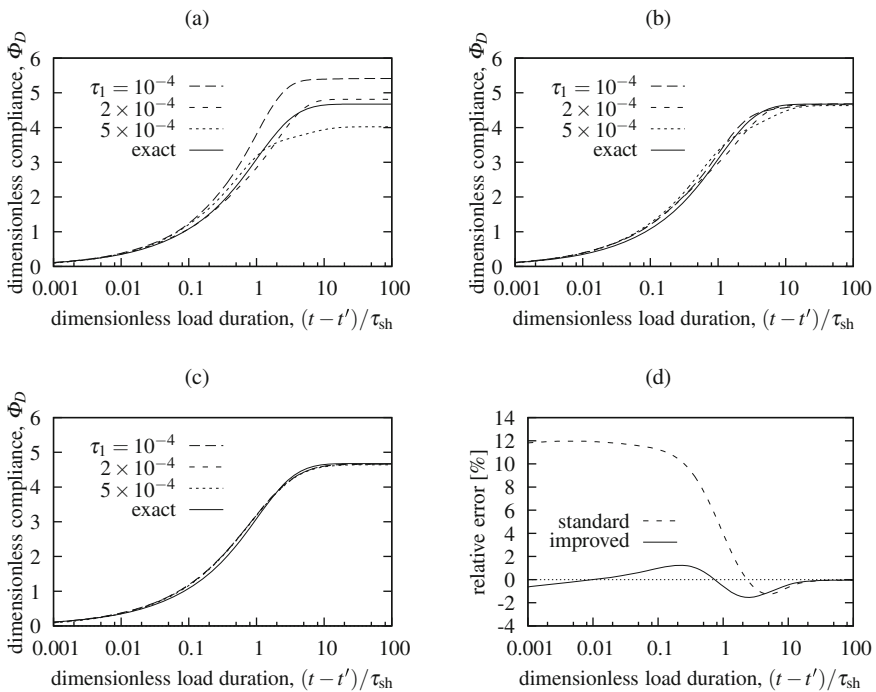 (a)
dimensionless compliance, Φ_D
6
5
4
3
2
1
0
τ₁ = 10⁻⁴
2 × 10⁻⁴
5 × 10⁻⁴
exact
0.001 0.01 0.1 1 10 100
dimensionless load duration, (t − t′)/τ_sh
(b)
dimensionless compliance, Φ_D
6
5
4
3
2
1
0
τ₁ = 10⁻⁴
2 × 10⁻⁴
5 × 10⁻⁴
exact
0.001 0.01 0.1 1 10 100
dimensionless load duration, (t − t′)/τ_sh
(c)
dimensionless compliance, Φ_D
6
5
4
3
2
1
0
τ₁ = 10⁻⁴
2 × 10⁻⁴
5 × 10⁻⁴
exact
0.001 0.01 0.1 1 10 100
dimensionless load duration, (t − t′)/τ_sh
(d)
relative error [%]
14
12
10
8
6
4
2
0
-2
-4
standard
improved
0.001 0.01 0.1 1 10 100
dimensionless load duration, (t − t′)/τ_sh